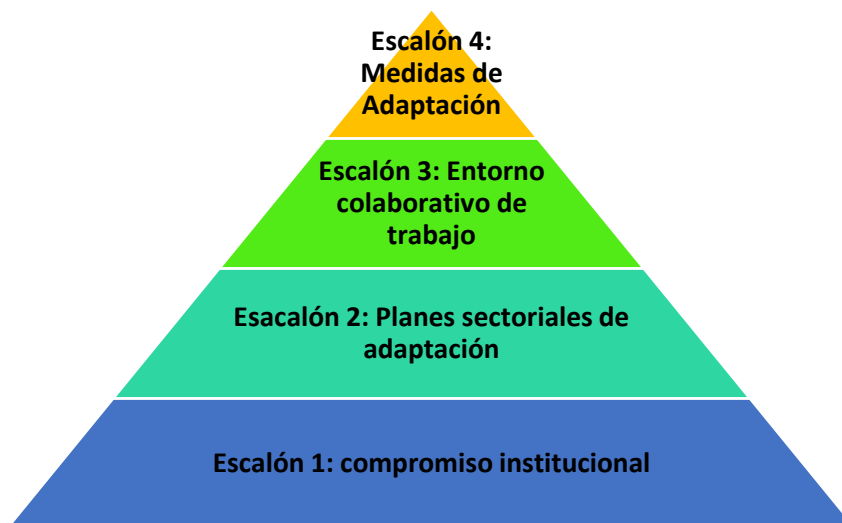 Escalón 4:
Medidas de
Adaptación
Escalón 3: Entorno
colaborativo de
trabajo
Esacalón 2: Planes sectoriales de
adaptación
Escalón 1: compromiso institucional